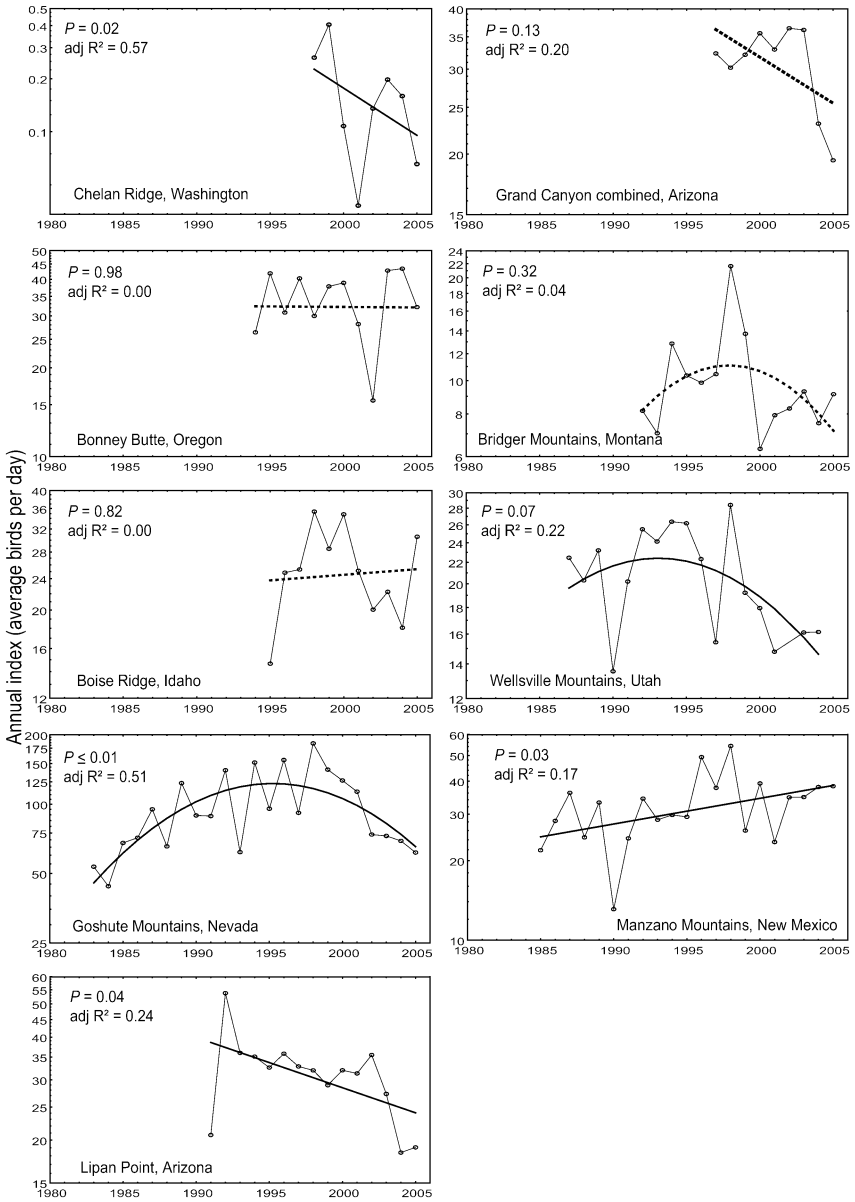 Annual index (average birds per day)
0.5
0.4
0.3
0.2
0.1
P = 0.02
adj R² = 0.57
Chelan Ridge, Washington
1980 1985 1990 1995 2000 2005
40
35
30
25
20
15
P = 0.13
adj R² = 0.20
Grand Canyon combined, Arizona
1980 1985 1990 1995 2000 2005
50
45
40
35
30
25
20
15
10
P = 0.98
adj R² = 0.00
Bonney Butte, Oregon
1980 1985 1990 1995 2000 2005
24
22
20
18
16
14
12
10
8
6
P = 0.32
adj R² = 0.04
Bridger Mountains, Montana
1980 1985 1990 1995 2000 2005
40
36
32
28
24
20
16
12
P = 0.82
adj R² = 0.00
Boise Ridge, Idaho
1980 1985 1990 1995 2000 2005
30
28
26
24
22
20
18
16
14
12
P = 0.07
adj R² = 0.22
Wellsville Mountains, Utah
1980 1985 1990 1995 2000 2005
200
175
150
125
100
75
50
25
P ≤ 0.01
adj R² = 0.51
Goshute Mountains, Nevada
1980 1985 1990 1995 2000 2005
60
50
40
30
20
10
P = 0.03
adj R² = 0.17
Manzano Mountains, New Mexico
1980 1985 1990 1995 2000 2005
60
55
50
45
40
35
30
25
20
15
P = 0.04
adj R² = 0.24
Lipan Point, Arizona
1980 1985 1990 1995 2000 2005